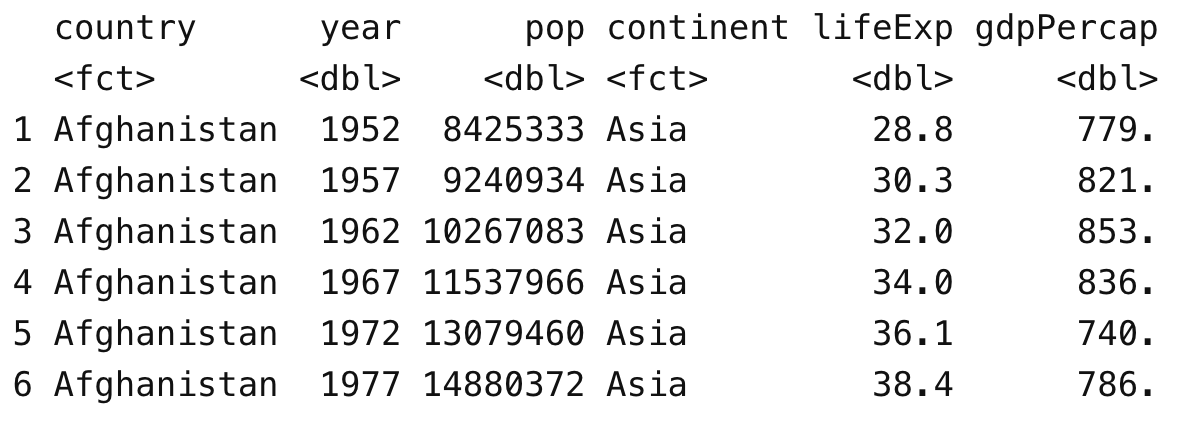 country year pop continent lifeExp gdpPercap
<fct> <dbl> <dbl> <fct> <dbl> <dbl>
1 Afghanistan 1952 8425333 Asia 28.8 779.
2 Afghanistan 1957 9240934 Asia 30.3 821.
3 Afghanistan 1962 10267083 Asia 32.0 853.
4 Afghanistan 1967 11537966 Asia 34.0 836.
5 Afghanistan 1972 13079460 Asia 36.1 740.
6 Afghanistan 1977 14880372 Asia 38.4 786.